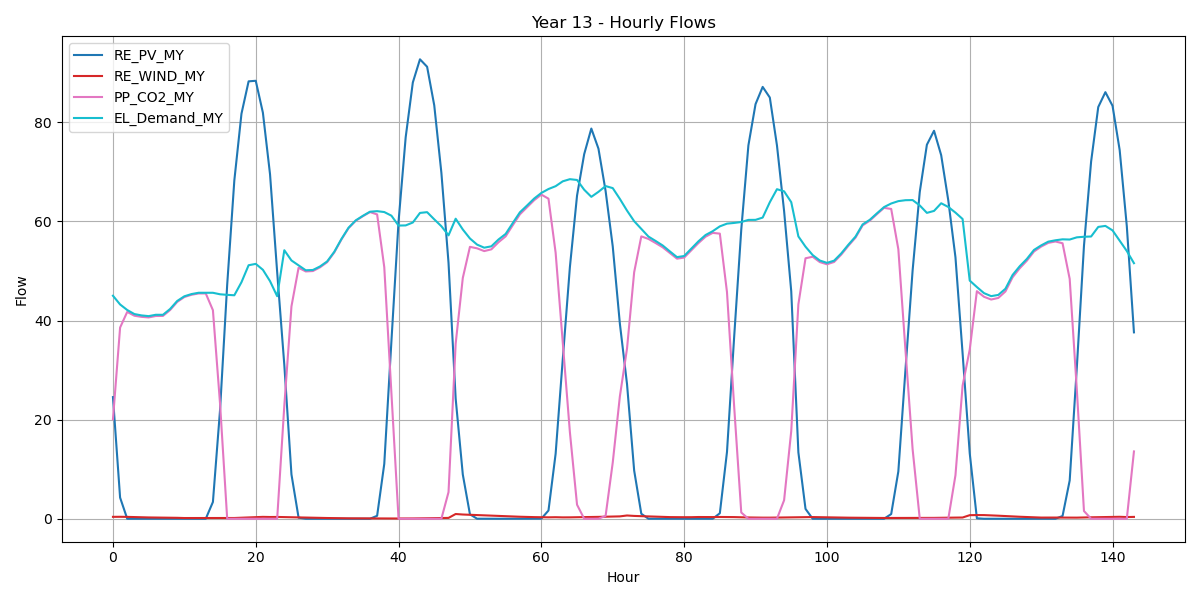 Year 13 - Hourly Flows
RE_PV_MY
RE_WIND_MY
PP_CO2_MY
EL_Demand_MY
Flow
80
60
40
20
0
0 20 40 60 80 100 120 140
Hour